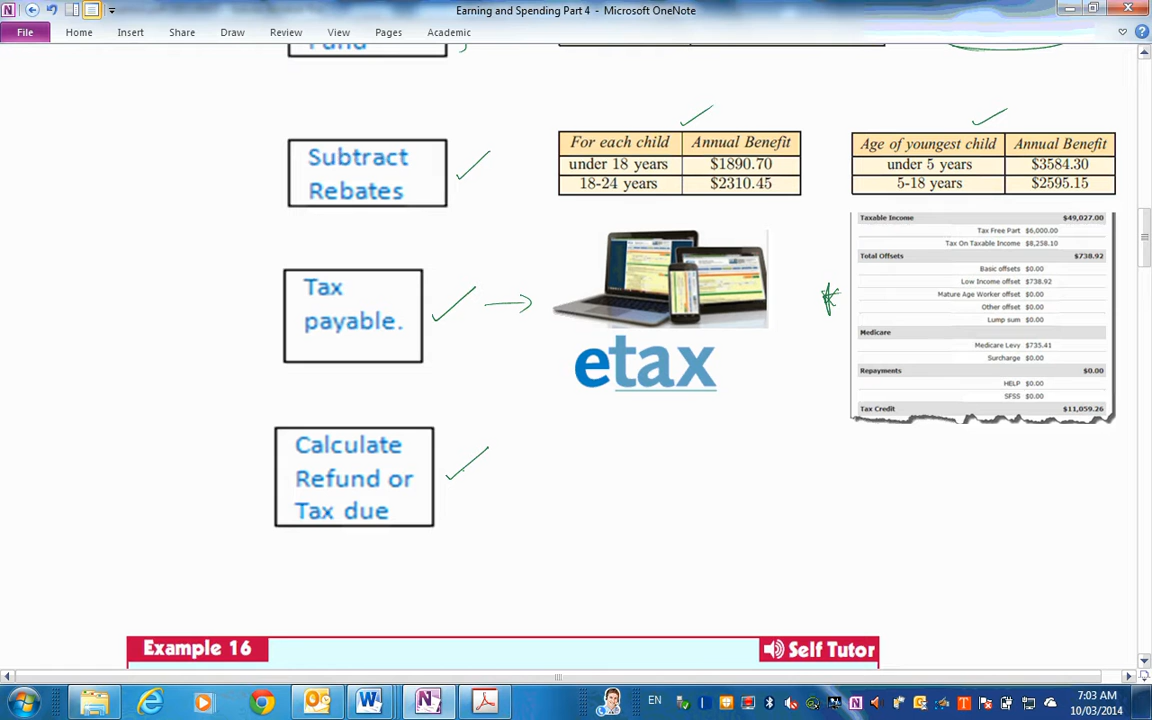 Earning and Spending Part 4 - Microsoft OneNote
File Home Insert Share Draw Review Pages View Academic
Fund
Subtract
Rebates
For each child Annual Benefit
under 18 years $1890.70
18-24 years $2310.45
Age of youngest child Annual Benefit
under 5 years $3584.30
5-18 years $2595.15
Tax
payable.
etax
Taxable Income $49,027.00
Tax Free Part $6,000.00
Tax On Taxable Income $8,258.10
Total Offsets $738.92
Basic offsets $0.00
Low Income offset $738.92
Mature Age Worker offset $0.00
Other offset $0.00
Lump sum $0.00
Medicare
Medicare Levy $735.41
Surcharge $0.00
Repayments $0.00
HELP $0.00
SFSS $0.00
Tax Credit $11,059.26
Calculate
Refund or
Tax due
Example 16
Self Tutor
EN
7:03 AM
10/03/2014